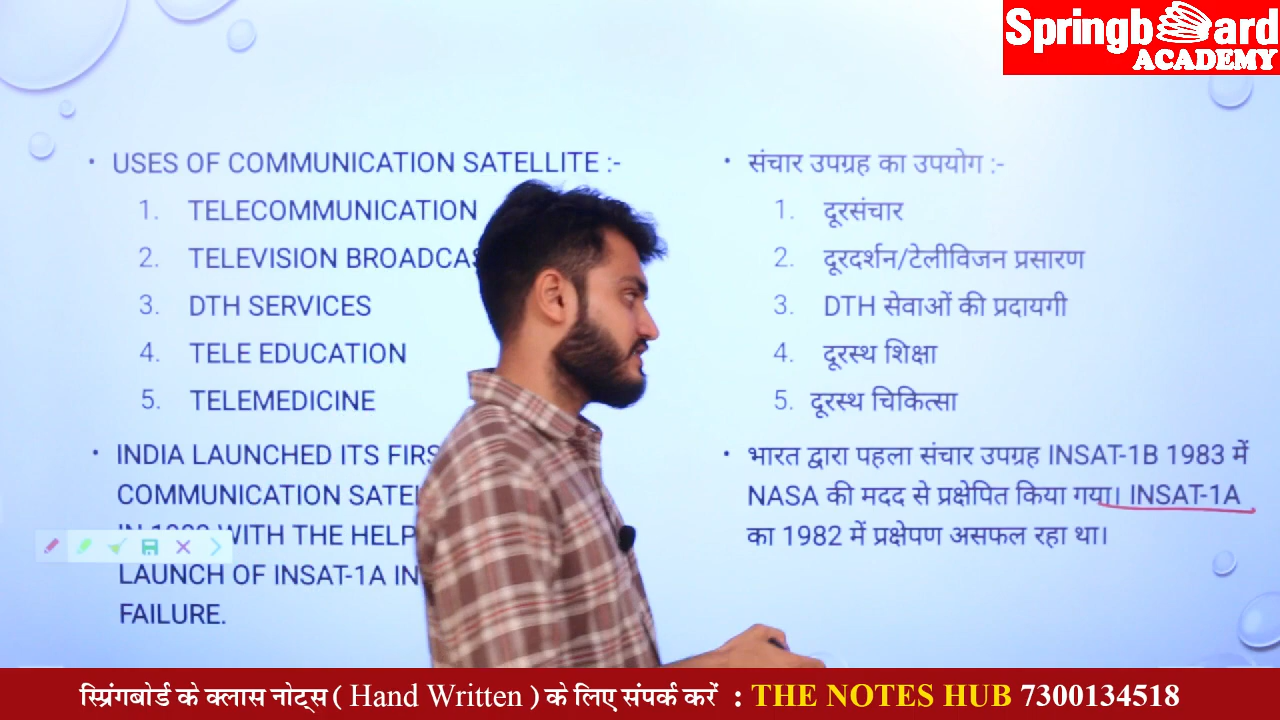 Springboard
ACADEMY
USES OF COMMUNICATION SATELLITE :-
1. TELECOMMUNICATION
2. TELEVISION
3. DTH SERVICES
4. TELE EDUCATION
5. TELEMEDICINE
INDIA LAUNCHED ITS
COMMUNICATION
WITH THE HELP
LAUNCH OF INSAT-1A IN
FAILURE.
संचार उपग्रह का उपयोग :-
1. दूरसंचार
2. दूरदर्शन/टेलीविजन प्रसारण
3. DTH सेवाओं की प्रदायगी
4. दूरस्थ शिक्षा
5. दूरस्थ चिकित्सा
भारत द्वारा पहला संचार उपग्रह INSAT-1B 1983 में
NASA की मदद से प्रक्षेपित किया गया। INSAT-1A
का 1982 में प्रक्षेपण असफल रहा था।
स्प्रिंगबोर्ड के क्लास नोट्स ( Hand Written ) के लिए संपर्क करें : THE NOTES HUB 7300134518